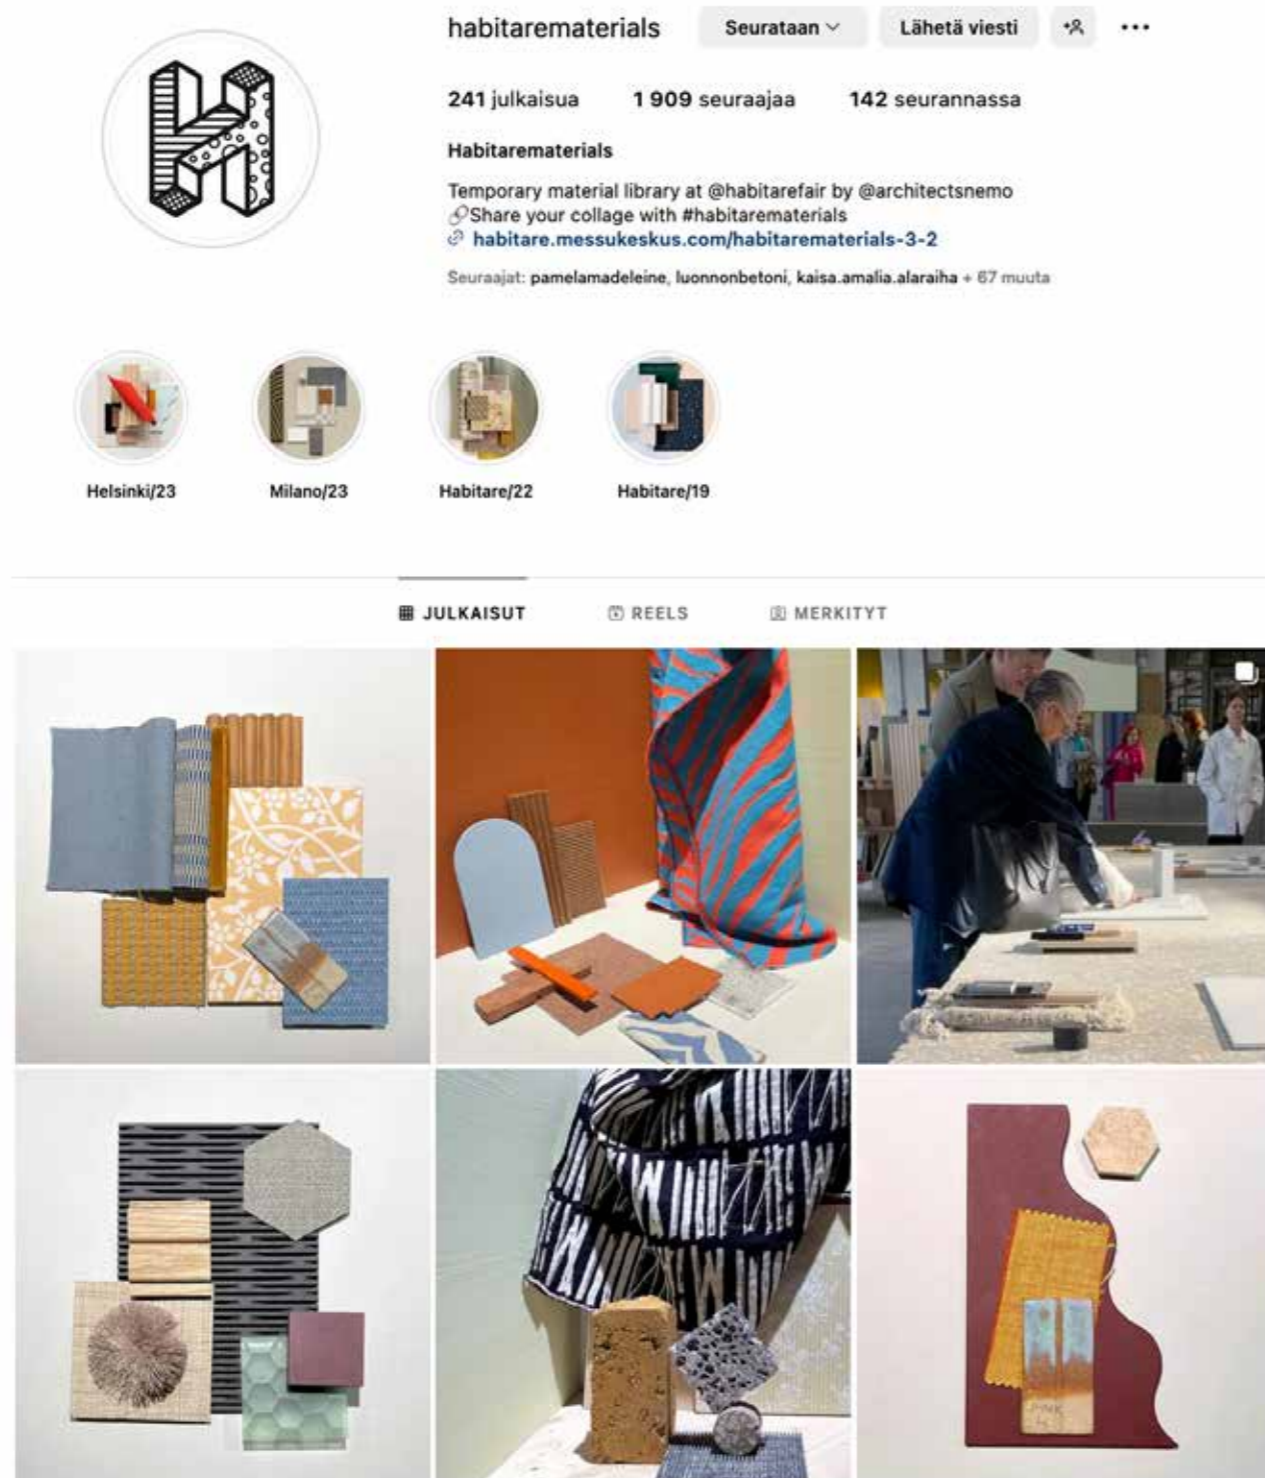 habitarematerials Seurataan Lähetä viesti
241 julkaisua 1 909 seuraajaa 142 seurannassa
Habitarematerials
Temporary material library at @habitarefair by @architectsnemo
🔗Share your collage with #habitarematerials
habitare.messukeskus.com/habitarematerials-3-2
Seuraajat: pamelamadeleine, luonnonbetoni, kaisa.amalia.alaraiha + 67 muuta
Helsinki/23 Milano/23 Habitare/22 Habitare/19
JULKAISUT REELS MERKITYT